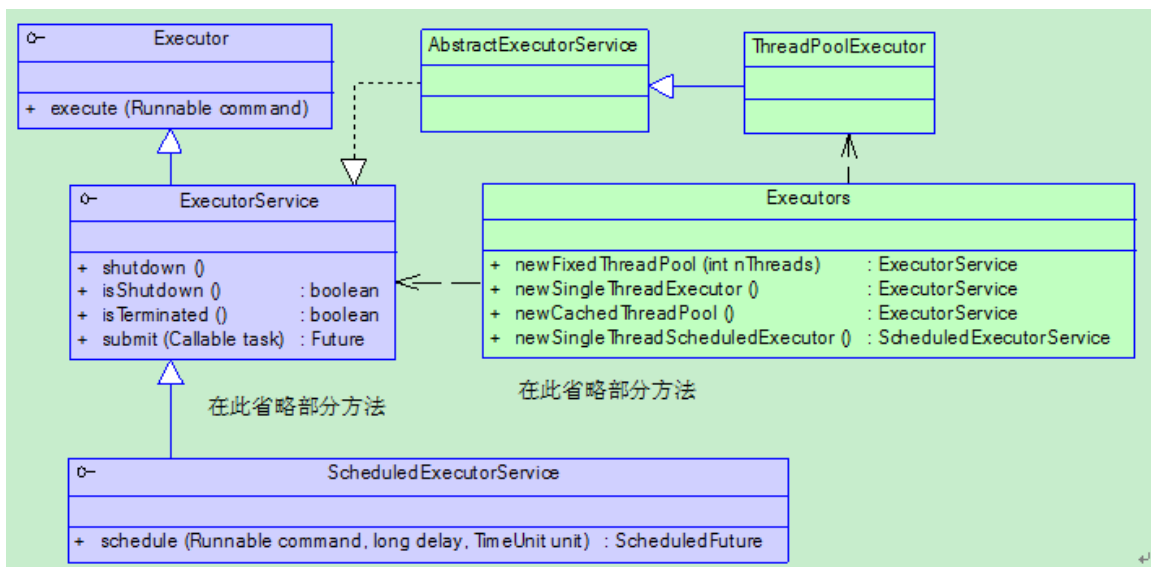 Executor
+ execute (Runnable command)
AbstractExecutorService
ThreadPoolExecutor
ExecutorService
+ shutdown ()
+ isShutdown () : boolean
+ isTerminated () : boolean
+ submit (Callable task) : Future
在此省略部分方法
Executors
+ newFixedThreadPool (int nThreads) : ExecutorService
+ newSingleThreadExecutor () : ExecutorService
+ newCachedThreadPool () : ExecutorService
+ newSingleThreadScheduledExecutor () : ScheduledExecutorService
在此省略部分方法
ScheduledExecutorService
+ schedule (Runnable command, long delay, TimeUnit unit) : ScheduledFuture